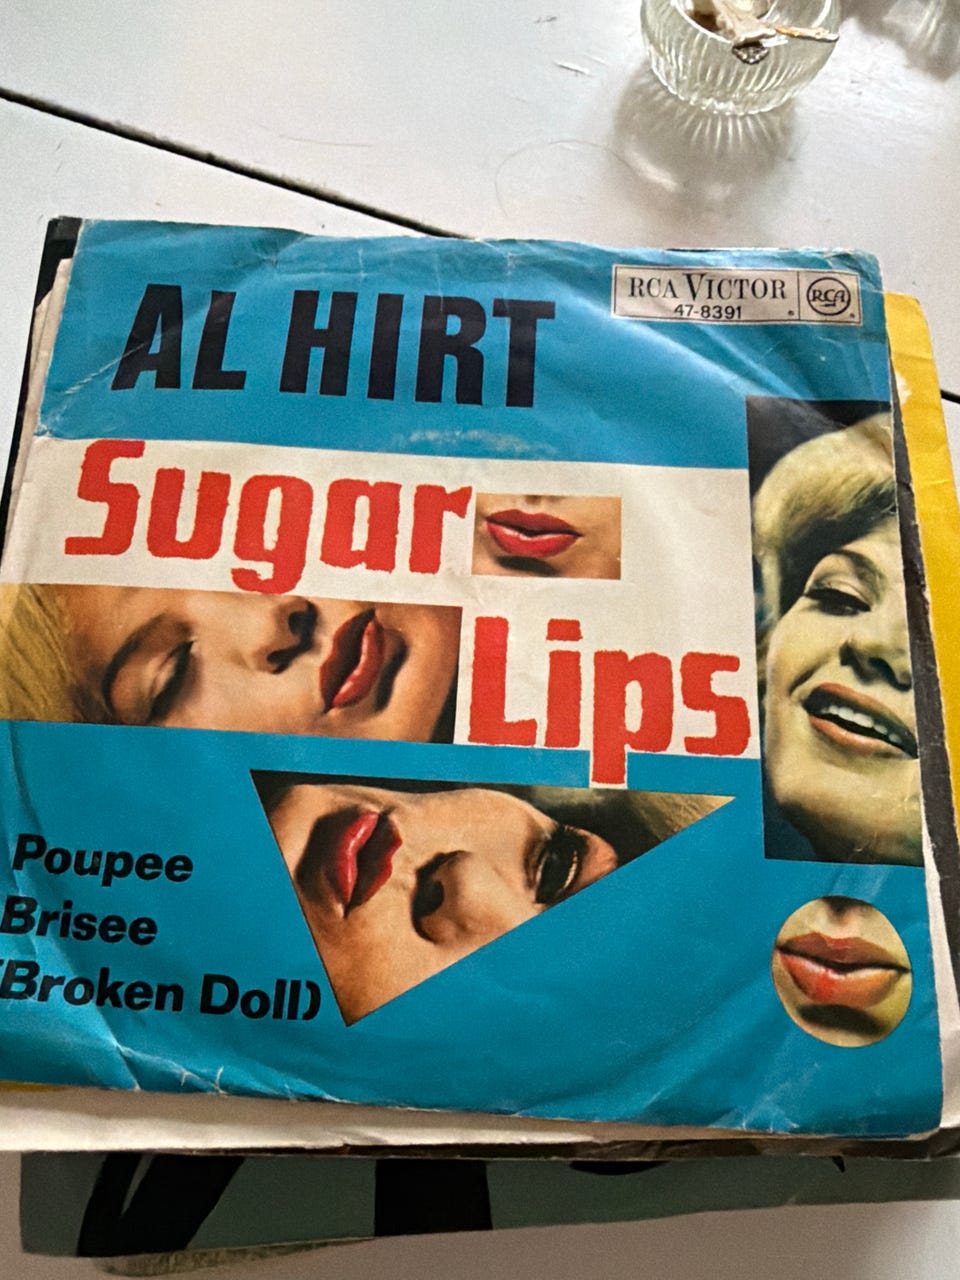 AL HIRT
RCA VICTOR
47-8391
RCA
Sugar
Lips
Poupee
Brisee
(Broken Doll)